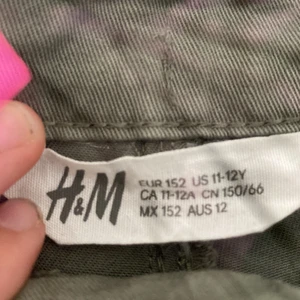 H&M
EUR 152 US 11-12Y
CA 11-12A CN 150/66
MX 152 AUS 12